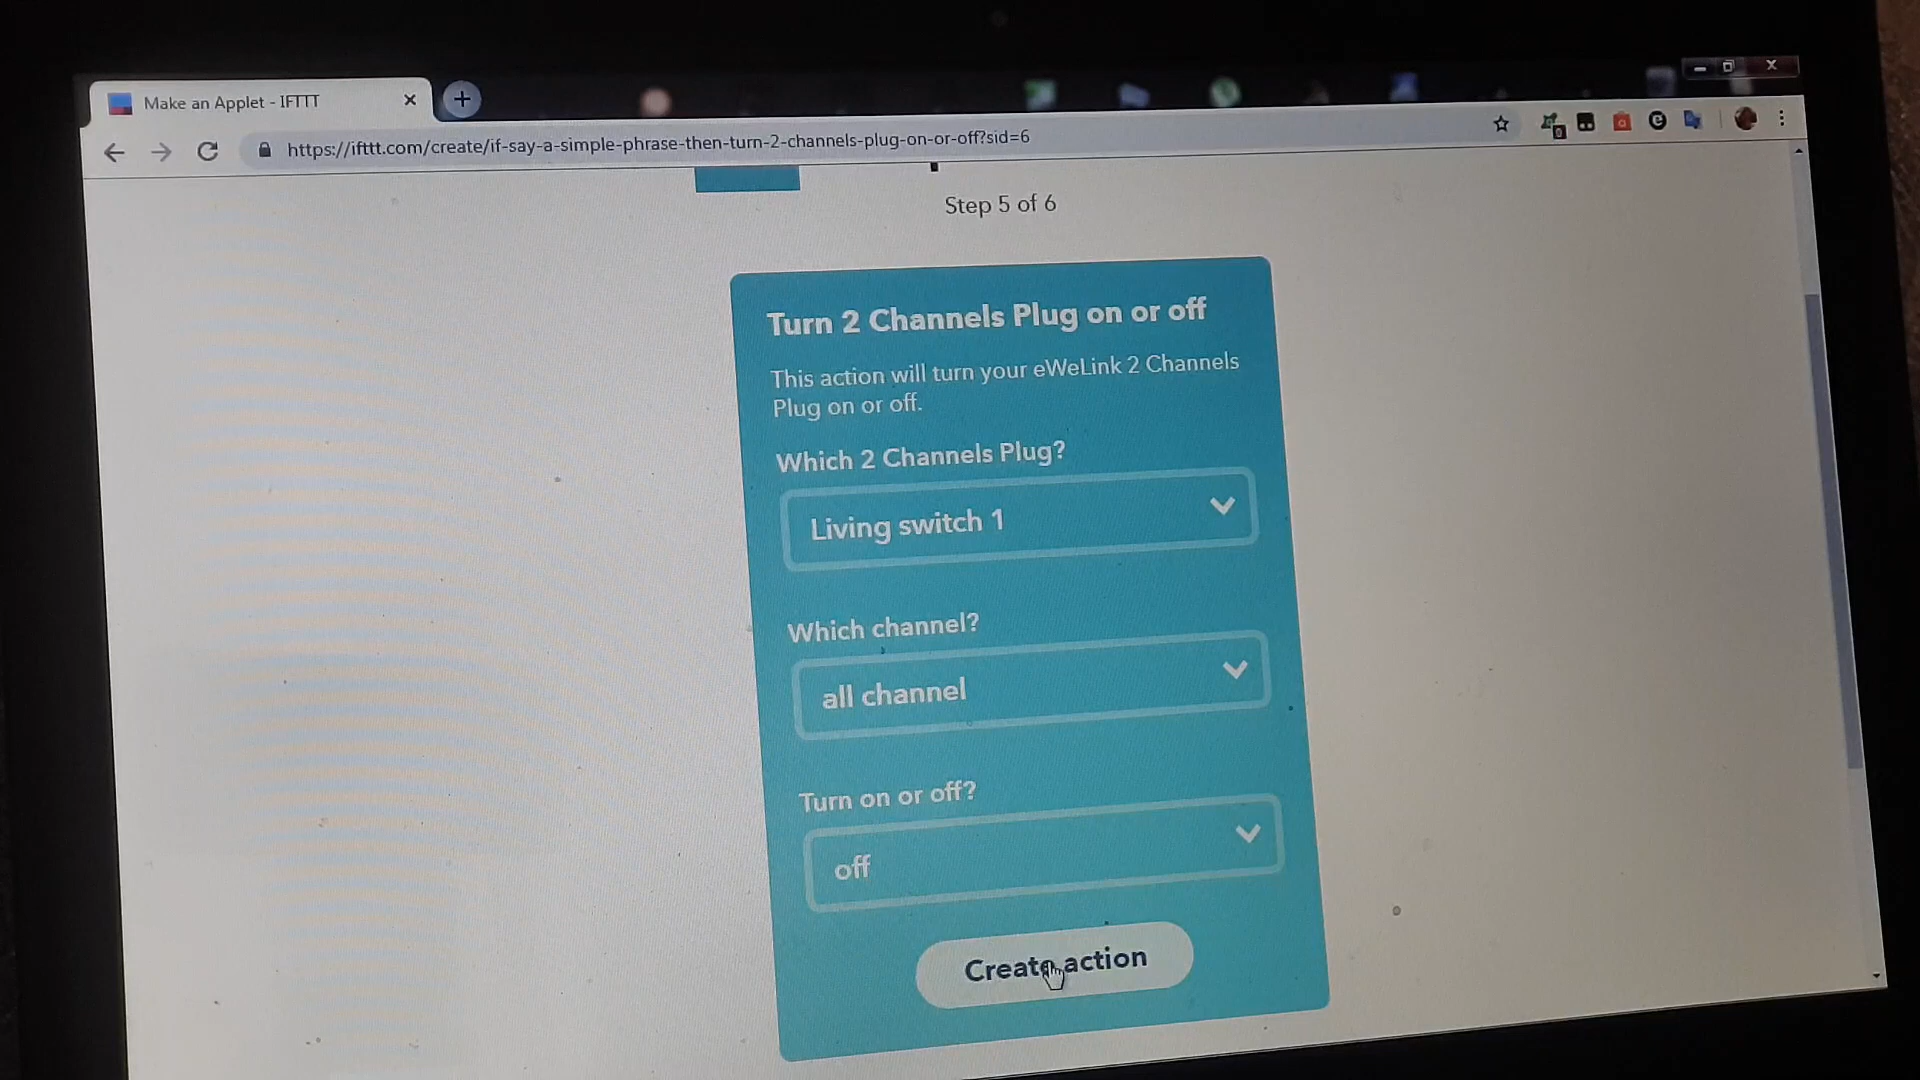 Make an Applet - IFTTT
https://ifttt.com/create/if-say-a-simple-phrase-then-turn-2-channels-plug-on-or-off?sid=6
Step 5 of 6
Turn 2 Channels Plug on or off
This action will turn your eWeLink 2 Channels
Plug on or off.
Which 2 Channels Plug?
Living switch 1
Which channel?
all channel
Turn on or off?
off
Create action